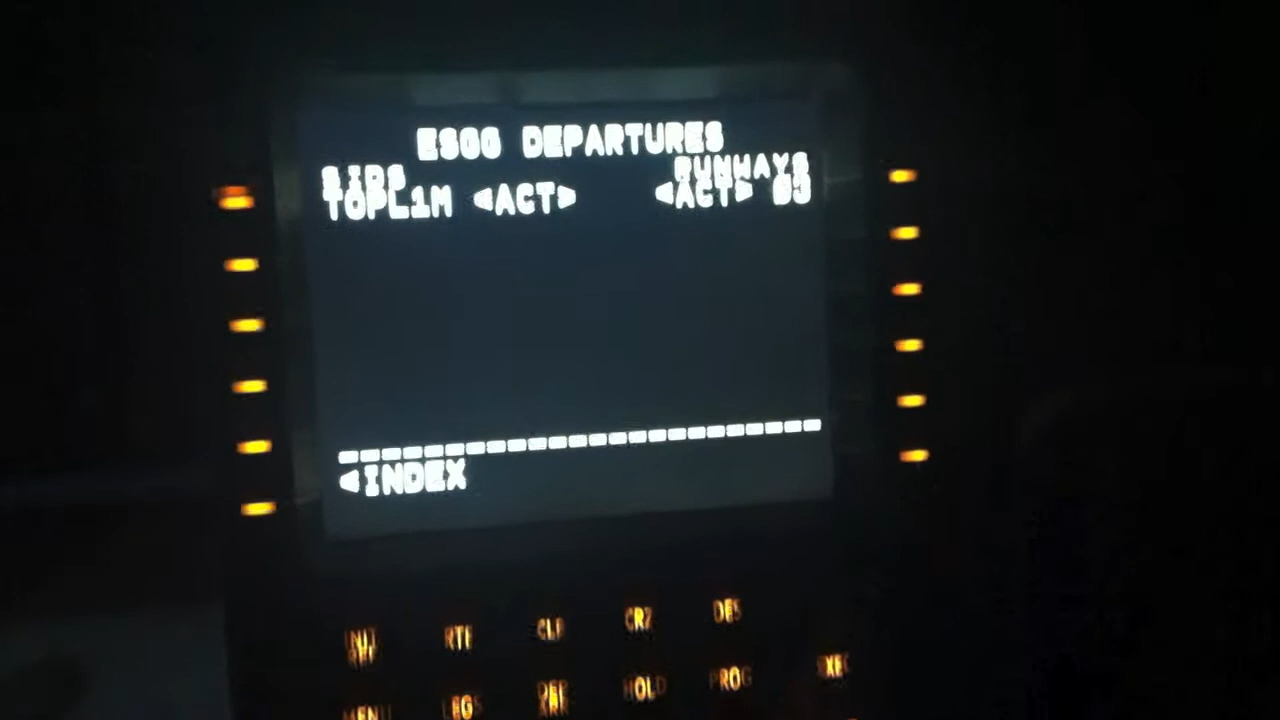 ESGG DEPARTURES
SIDS RUNWAYS
TOPL1M <ACT> <ACT> 03
<INDEX
INIT REF RTE CLB CRZ DES
MENU LEGS DEP ARR HOLD PROG EXEC